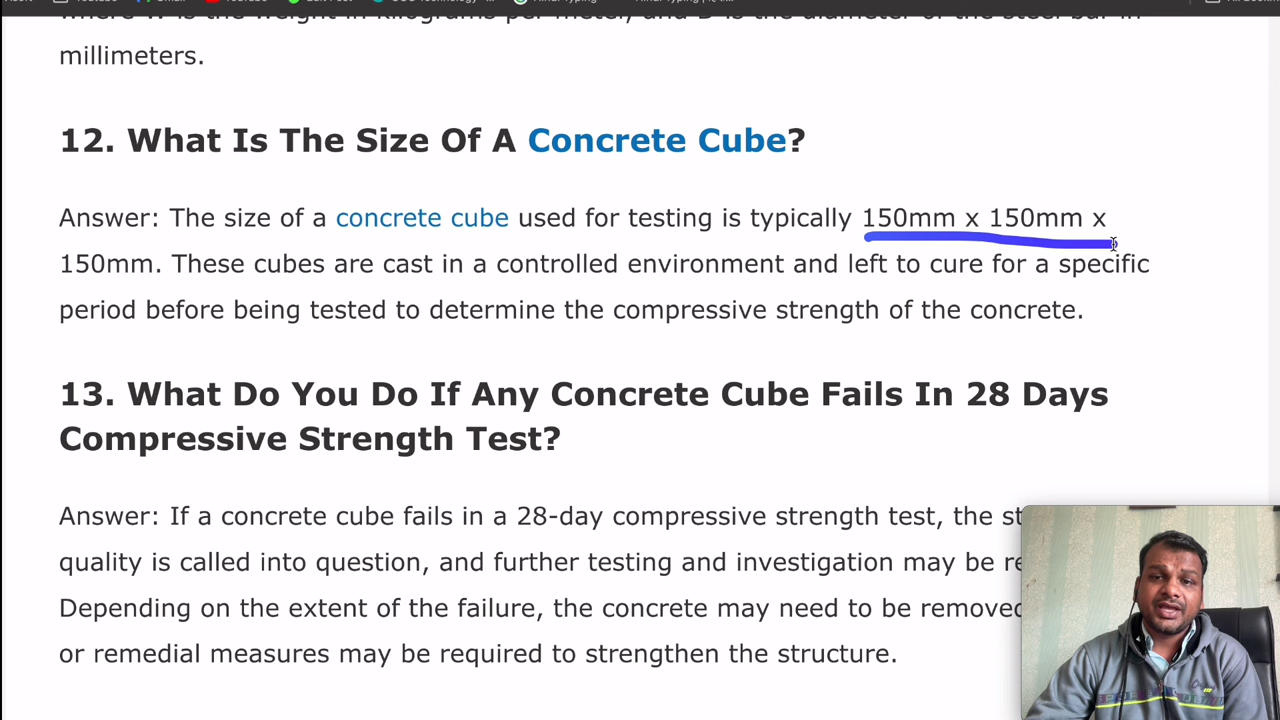 millimeters.
12. What Is The Size Of A Concrete Cube?
Answer: The size of a concrete cube used for testing is typically 150mm x 150mm x
150mm. These cubes are cast in a controlled environment and left to cure for a specific
period before being tested to determine the compressive strength of the concrete.
13. What Do You Do If Any Concrete Cube Fails In 28 Days
Compressive Strength Test?
Answer: If a concrete cube fails in a 28-day compressive strength test, the
quality is called into question, and further testing and investigation may be
Depending on the extent of the failure, the concrete may need to be removed
or remedial measures may be required to strengthen the structure.